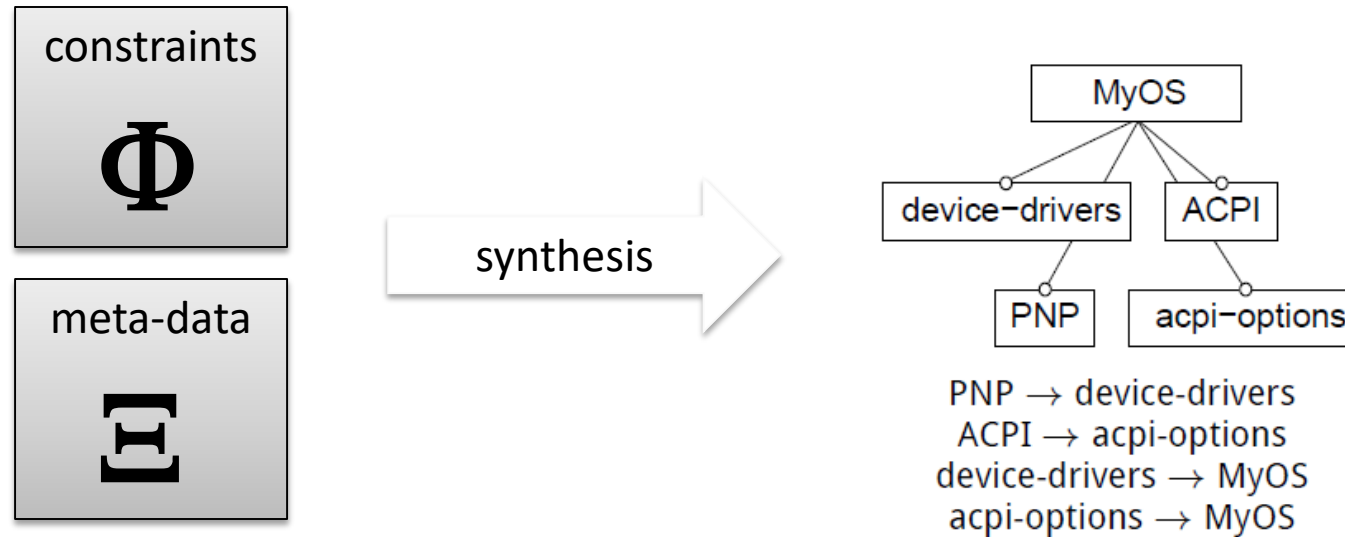 constraints
Φ
meta-data
Ξ
synthesis
MyOS
device−drivers
ACPI
PNP
acpi−options
PNP → device-drivers
ACPI → acpi-options
device-drivers → MyOS
acpi-options → MyOS